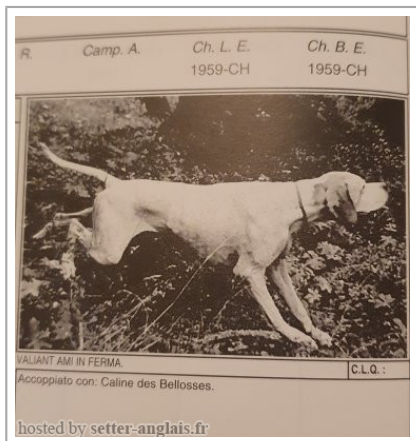 R. Camp. A. Ch. L. E. Ch. B. E.
1959-CH 1959-CH
VALIANT AMI IN FERMA.
C.L.Q. :
Accoppiato con: Caline des Bellosses.
hosted by setter-anglais.fr